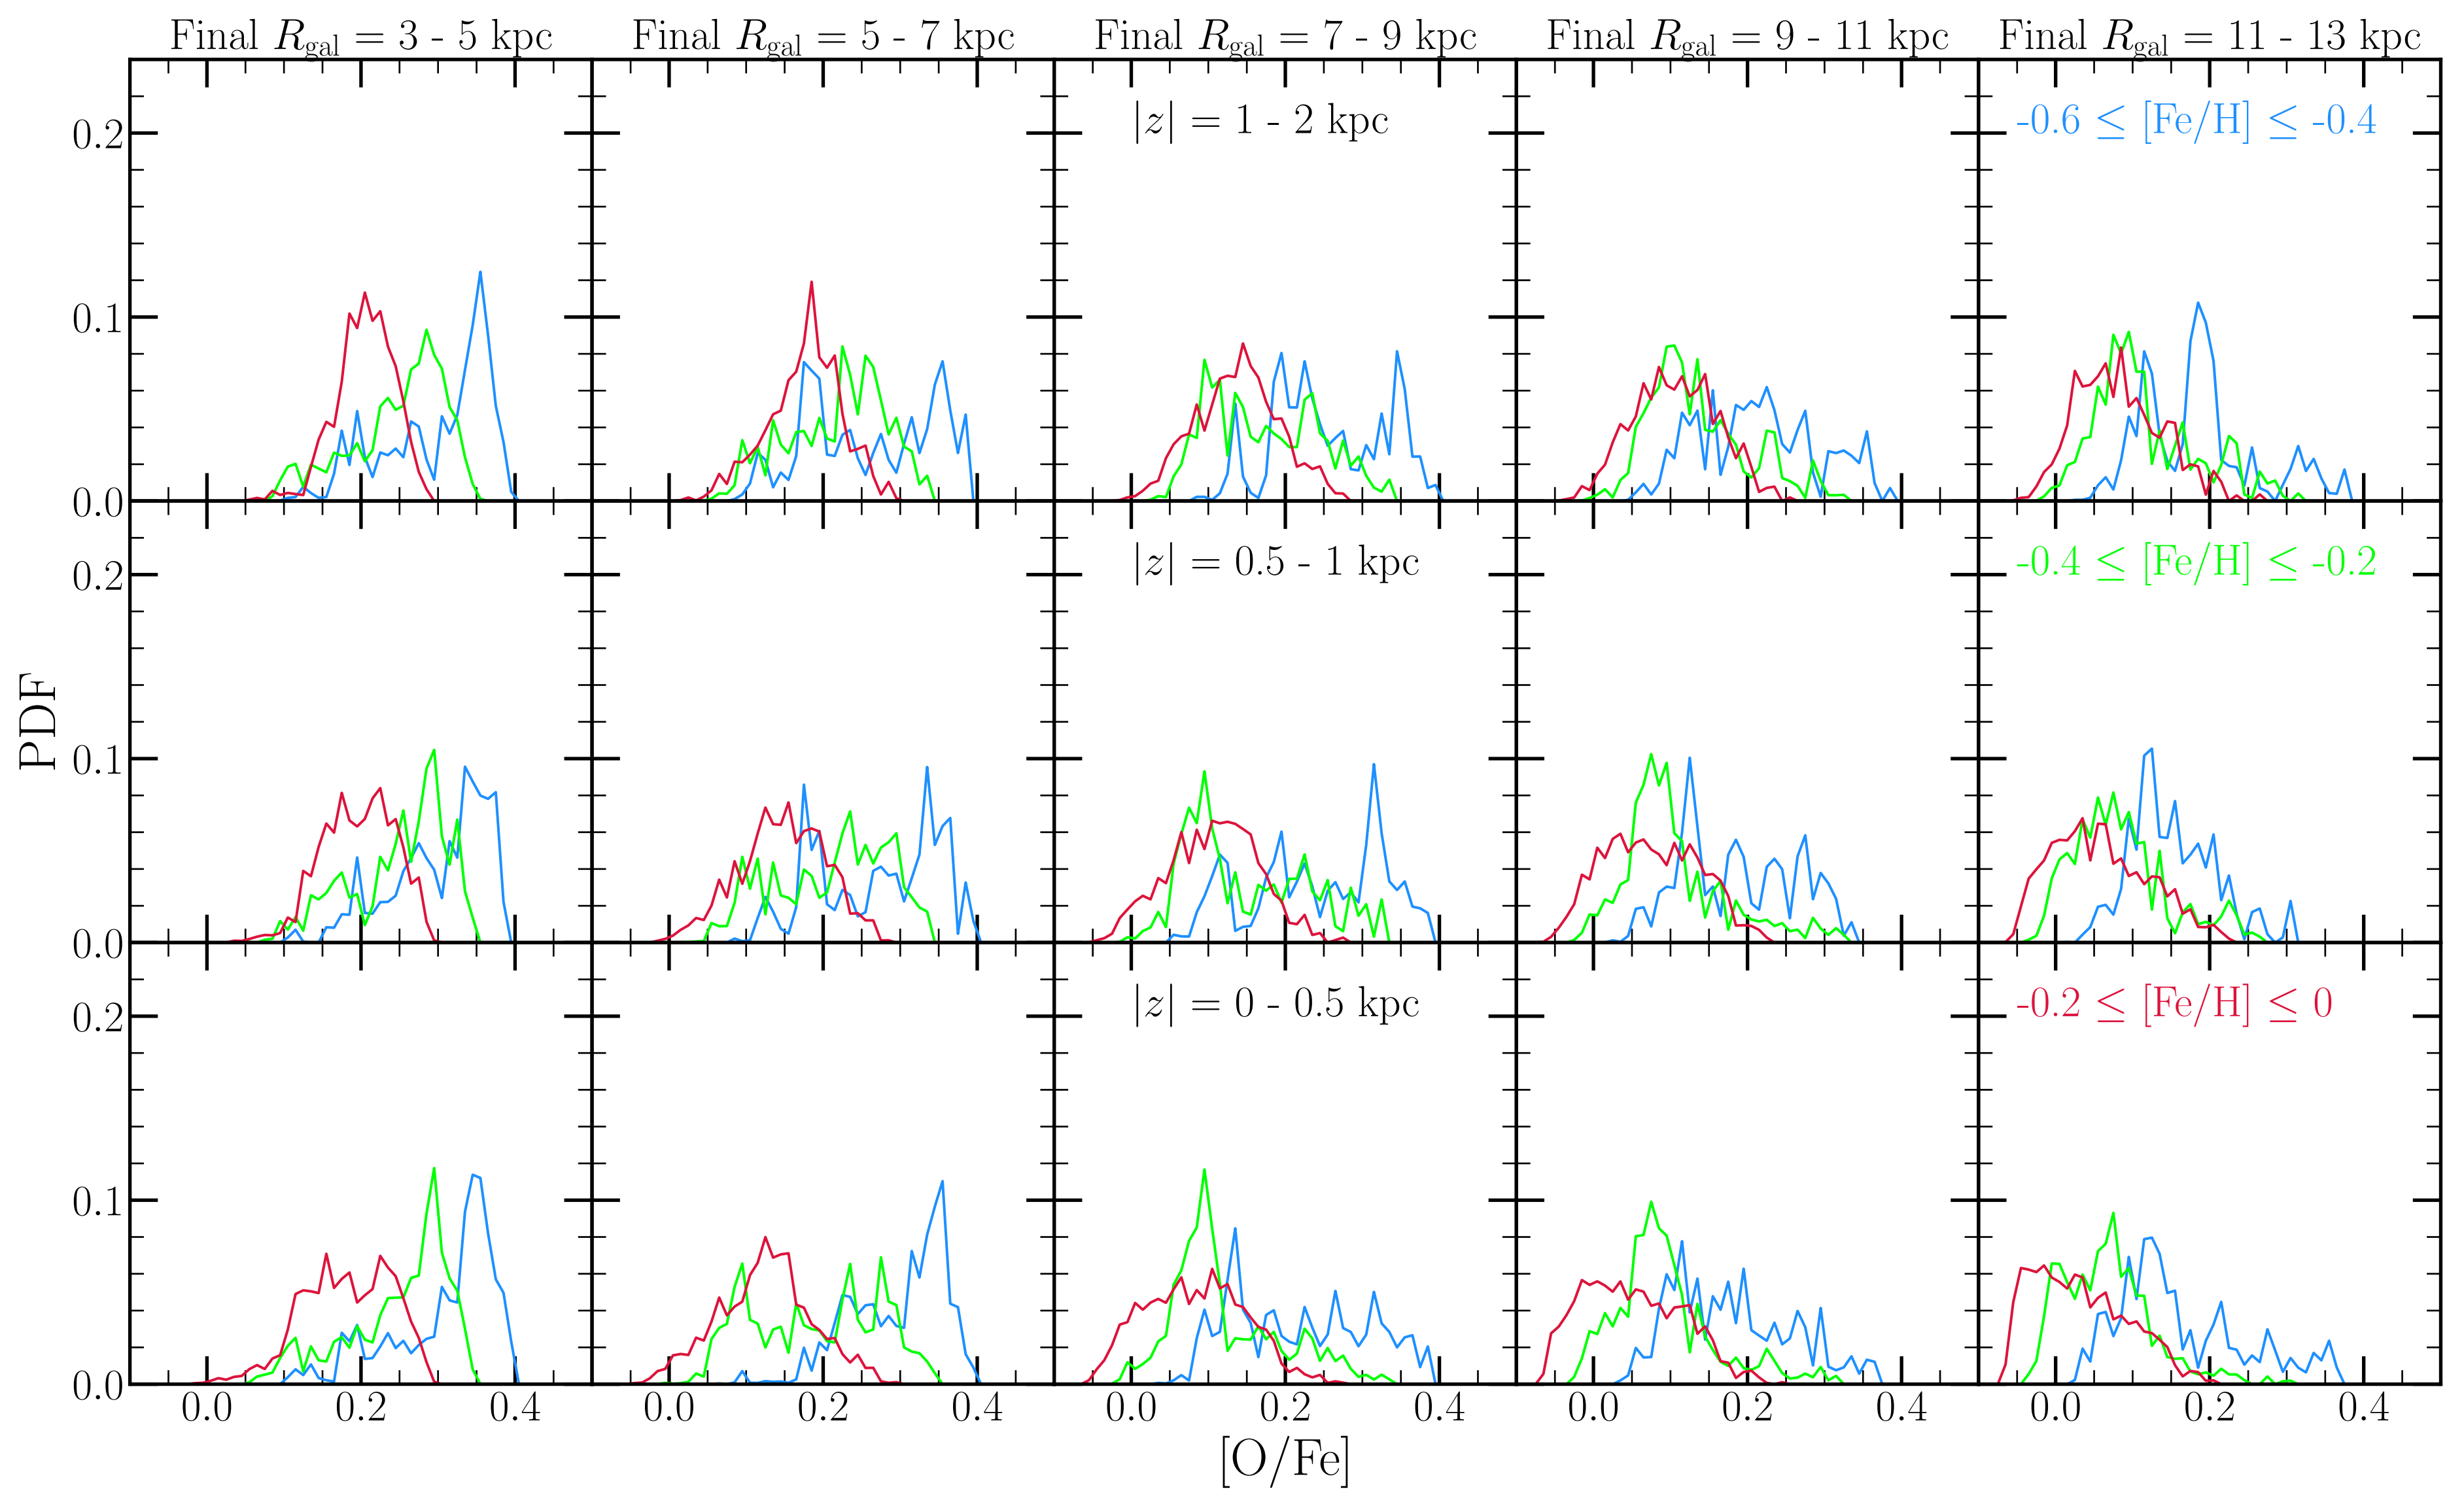 Final R_gal = 3 - 5 kpc
Final R_gal = 5 - 7 kpc
Final R_gal = 7 - 9 kpc
Final R_gal = 9 - 11 kpc
Final R_gal = 11 - 13 kpc
|z| = 1 - 2 kpc
-0.6 ≤ [Fe/H] ≤ -0.4
0.2
0.1
0.0
|z| = 0.5 - 1 kpc
-0.4 ≤ [Fe/H] ≤ -0.2
0.2
0.1
0.0
PDF
|z| = 0 - 0.5 kpc
-0.2 ≤ [Fe/H] ≤ 0
0.2
0.1
0.0
0.0 0.2 0.4
0.0 0.2 0.4
0.0 0.2 0.4
0.0 0.2 0.4
0.0 0.2 0.4
[O/Fe]